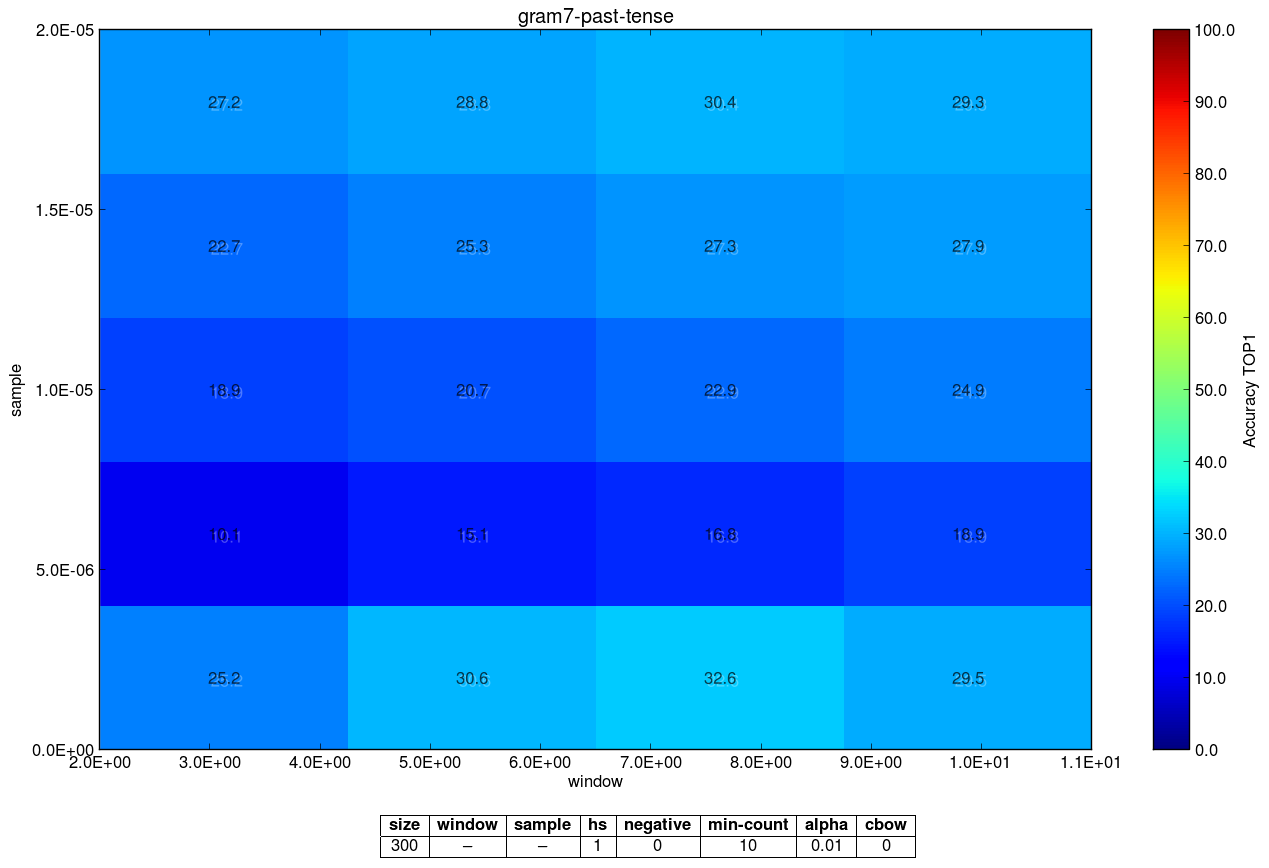 gram7-past-tense
2.0E-05
27.2 28.8 30.4 29.3
1.5E-05
22.7 25.3 27.3 27.9
1.0E-05
18.9 20.7 22.9 24.9
5.0E-06
10.1 15.1 16.8 18.9
0.0E+00
25.2 30.6 32.6 29.5
2.0E+00 3.0E+00 4.0E+00 5.0E+00 6.0E+00 7.0E+00 8.0E+00 9.0E+00 1.0E+01 1.1E+01
window
sample
100.0
90.0
80.0
70.0
60.0
50.0
40.0
30.0
20.0
10.0
0.0
Accuracy TOP1
size window sample hs negative min-count alpha cbow
300 – – 1 0 10 0.01 0